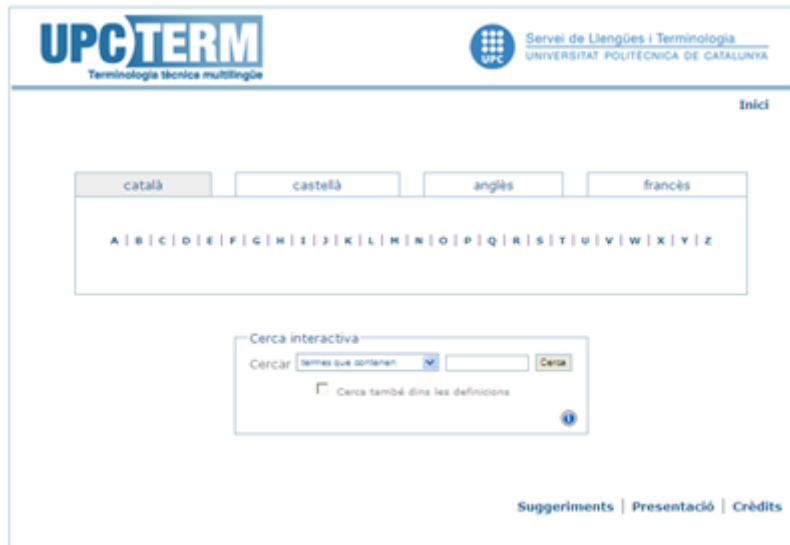 UPCTERM
Terminologia tècnica multilingüe
UPC
Servei de Llengües i Terminologia
UNIVERSITAT POLITÈCNICA DE CATALUNYA
Inici
català castellà anglès francès
A | B | C | D | E | F | G | H | I | J | K | L | M | N | O | P | Q | R | S | T | U | V | W | X | Y | Z
Cerca interactiva
Cercar termes que contenen Cerca
Cerca també dins les definicions
Suggeriments | Presentació | Crèdits